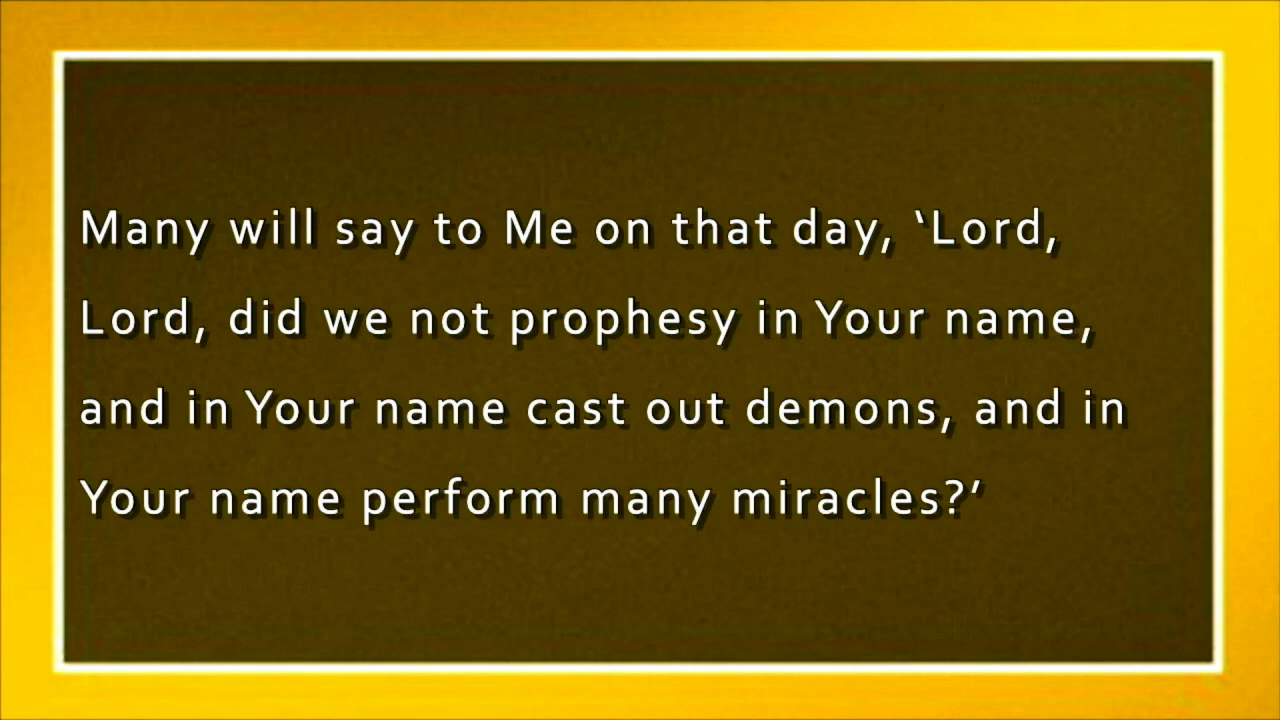 Many will say to Me on that day, ‘Lord,
Lord, did we not prophesy in Your name,
and in Your name cast out demons, and in
Your name perform many miracles?’